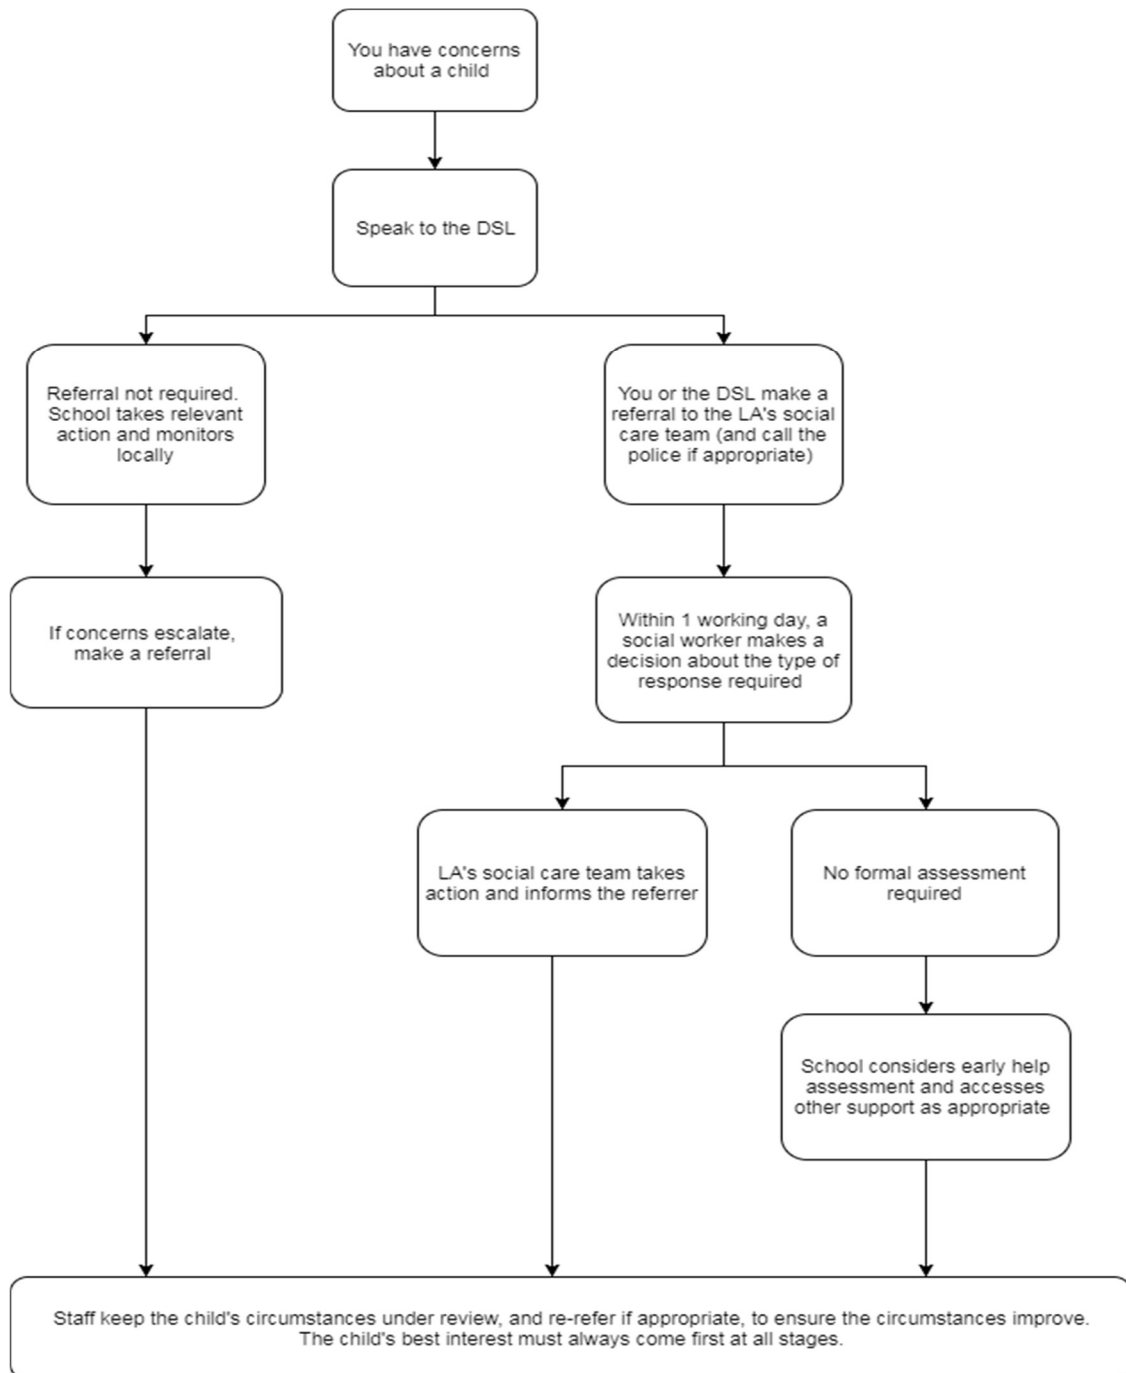 You have concerns
about a child
Speak to the DSL
Referral not required.
School takes relevant
action and monitors
locally
You or the DSL make a
referral to the LA's social
care team (and call the
police if appropriate)
If concerns escalate,
make a referral
Within 1 working day, a
social worker makes a
decision about the type of
response required
LA's social care team takes
action and informs the referrer
No formal assessment
required
School considers early help
assessment and accesses
other support as appropriate
Staff keep the child's circumstances under review, and re-refer if appropriate, to ensure the circumstances improve.
The child's best interest must always come first at all stages.